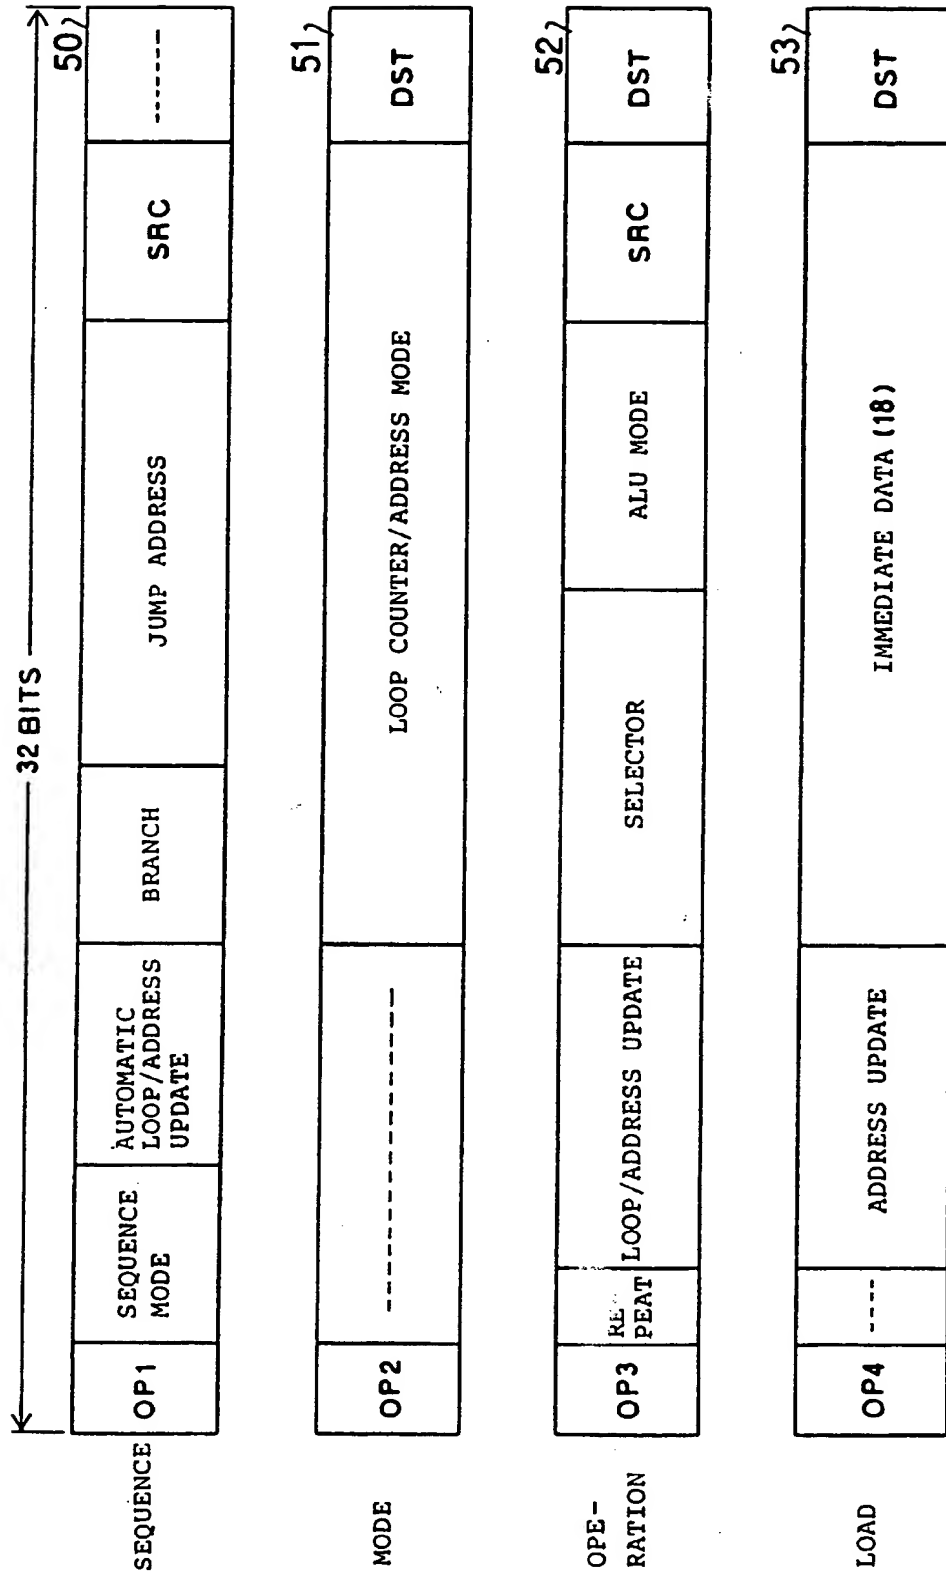 32 BITS
50
SEQUENCE
OP1
SEQUENCE
MODE
AUTOMATIC
LOOP/ADDRESS
UPDATE
BRANCH
JUMP ADDRESS
SRC
-------
51
MODE
OP2
--------------------
LOOP COUNTER/ADDRESS MODE
DST
52
OPE-
RATION
OP3
RE
PEAT
LOOP/ADDRESS UPDATE
SELECTOR
ALU MODE
SRC
DST
53
LOAD
OP4
----
ADDRESS UPDATE
IMMEDIATE DATA (18)
DST